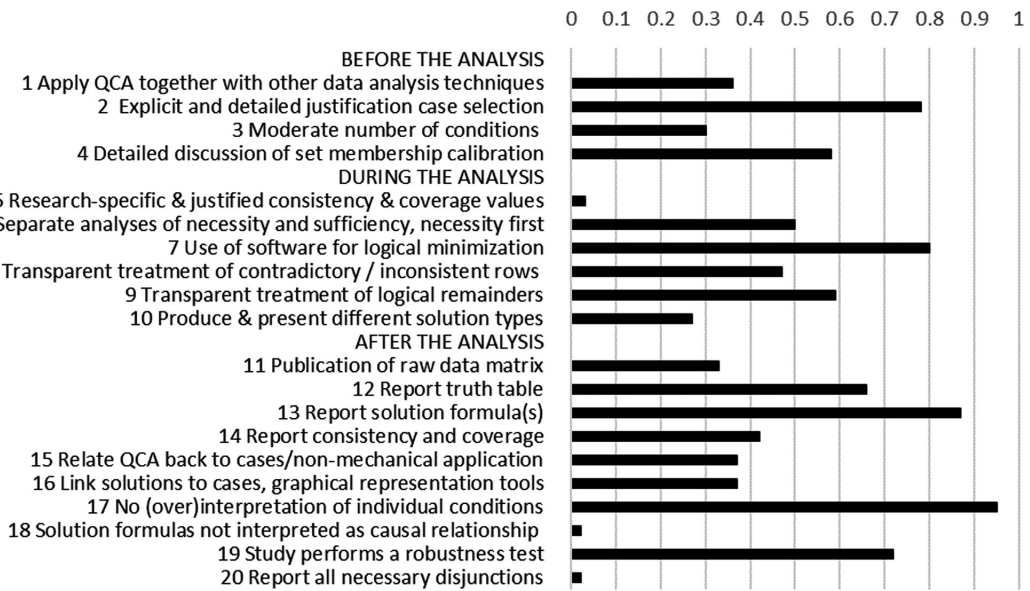 0 0.1 0.2 0.3 0.4 0.5 0.6 0.7 0.8 0.9 1
BEFORE THE ANALYSIS
1 Apply QCA together with other data analysis techniques
2 Explicit and detailed justification case selection
3 Moderate number of conditions
4 Detailed discussion of set membership calibration
DURING THE ANALYSIS
Research-specific & justified consistency & coverage values
Separate analyses of necessity and sufficiency, necessity first
7 Use of software for logical minimization
Transparent treatment of contradictory / inconsistent rows
9 Transparent treatment of logical remainders
10 Produce & present different solution types
AFTER THE ANALYSIS
11 Publication of raw data matrix
12 Report truth table
13 Report solution formula(s)
14 Report consistency and coverage
15 Relate QCA back to cases/non-mechanical application
16 Link solutions to cases, graphical representation tools
17 No (over)interpretation of individual conditions
18 Solution formulas not interpreted as causal relationship
19 Study performs a robustness test
20 Report all necessary disjunctions